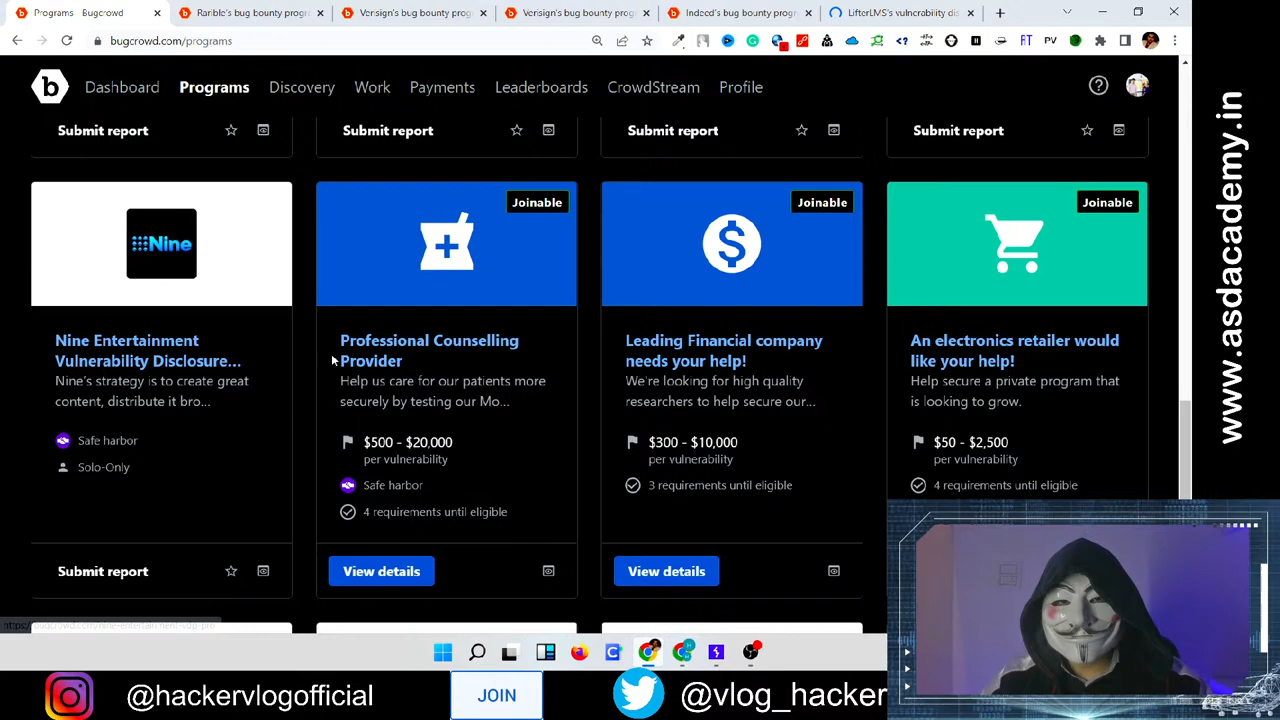 Programs - Bugcrowd
Rarible's bug bounty progr
Verisign's bug bounty progra
Verisign's bug bounty progra
Indeed's bug bounty program
LifterLMS's vulnerability dis
bugcrowd.com/programs
b
Dashboard
Programs
Discovery
Work
Payments
Leaderboards
CrowdStream
Profile
Submit report
Submit report
Submit report
Submit report
Nine
Joinable
Joinable
Joinable
Nine Entertainment
Vulnerability Disclosure...
Nine's strategy is to create great
content, distribute it bro...
Safe harbor
Solo-Only
Submit report
Professional Counselling
Provider
Help us care for our patients more
securely by testing our Mo...
$500 - $20,000
per vulnerability
Safe harbor
4 requirements until eligible
View details
Leading Financial company
needs your help!
We're looking for high quality
researchers to help secure our...
$300 - $10,000
per vulnerability
3 requirements until eligible
View details
An electronics retailer would
like your help!
Help secure a private program that
is looking to grow.
$50 - $2,500
per vulnerability
4 requirements until eligible
www.asdacademy.in
@hackervlogofficial
JOIN
@vlog_hacker